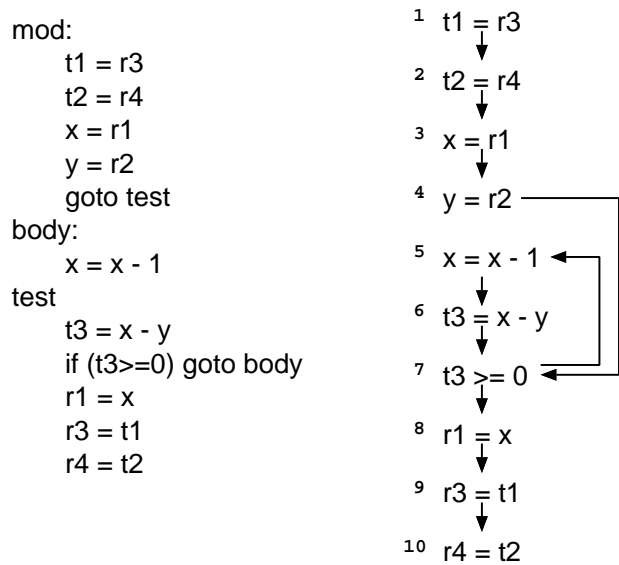 mod:
t1 = r3
t2 = r4
x = r1
y = r2
goto test
body:
x = x - 1
test
t3 = x - y
if (t3>=0) goto body
r1 = x
r3 = t1
r4 = t2
1 t1 = r3
2 t2 = r4
3 x = r1
4 y = r2
5 x = x - 1
6 t3 = x - y
7 t3 >= 0
8 r1 = x
9 r3 = t1
10 r4 = t2